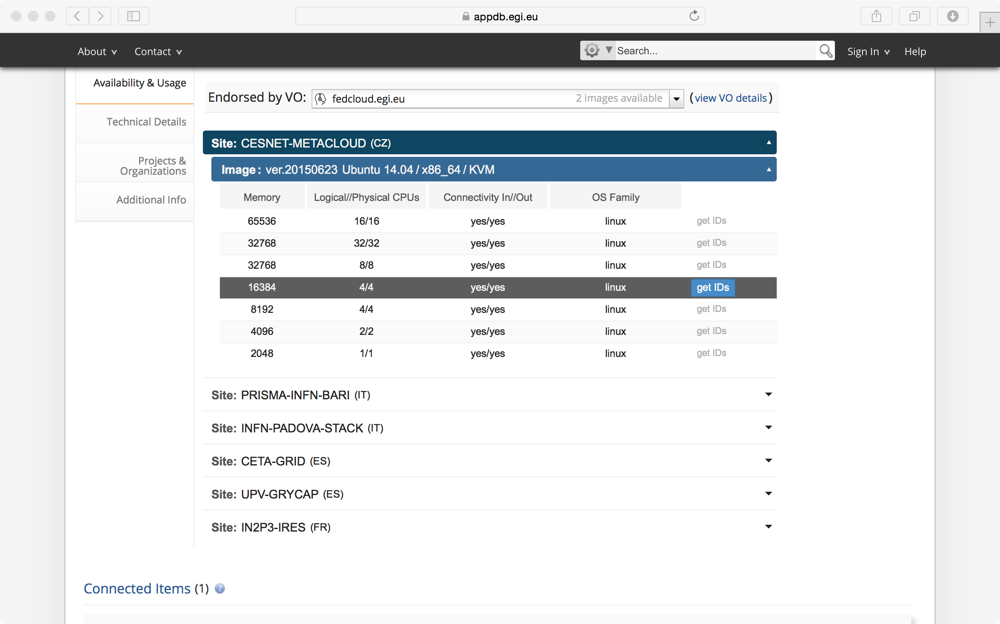 appdb.egi.eu
About Contact Search... Sign In Help
Availability & Usage
Technical Details
Projects &
Organizations
Additional Info
Endorsed by VO: fedcloud.egi.eu 2 images available (view VO details)
Site: CESNET-METACLOUD (CZ)
Image: ver.20150623 Ubuntu 14.04 / x86_64 / KVM
Memory Logical//Physical CPUs Connectivity In//Out OS Family
65536 16/16 yes/yes linux get IDs
32768 32/32 yes/yes linux get IDs
32768 8/8 yes/yes linux get IDs
16384 4/4 yes/yes linux get IDs
8192 4/4 yes/yes linux get IDs
4096 2/2 yes/yes linux get IDs
2048 1/1 yes/yes linux get IDs
Site: PRISMA-INFN-BARI (IT)
Site: INFN-PADOVA-STACK (IT)
Site: CETA-GRID (ES)
Site: UPV-GRYCAP (ES)
Site: IN2P3-IRES (FR)
Connected Items (1) ?